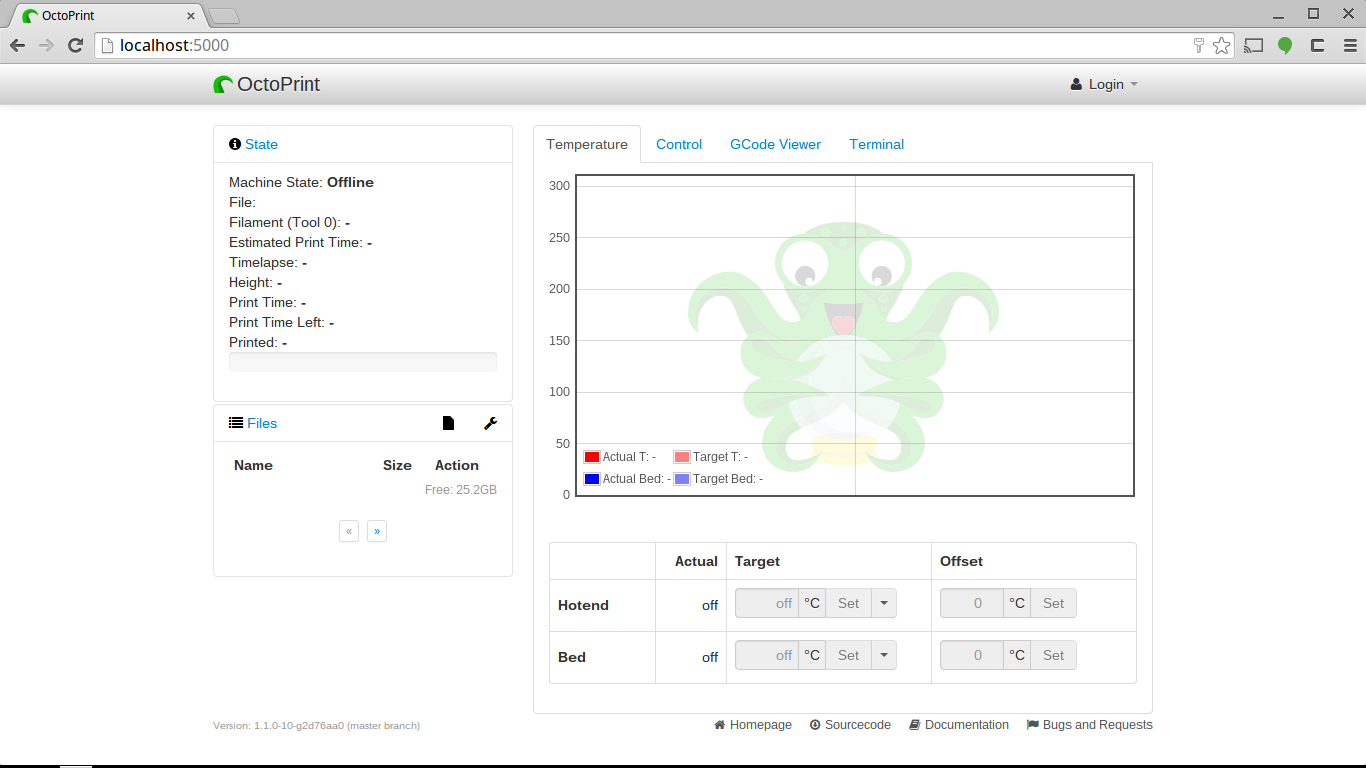 OctoPrint
localhost:5000
OctoPrint
Login
State
Machine State: Offline
File:
Filament (Tool 0): -
Estimated Print Time: -
Timelapse: -
Height: -
Print Time: -
Print Time Left: -
Printed: -
Files
Name Size Action
Free: 25.2GB
« »
Temperature Control GCode Viewer Terminal
300
250
200
150
100
50
0
Actual T: - Target T: -
Actual Bed: - Target Bed: -
Actual Target Offset
Hotend off off °C Set 0 °C Set
Bed off off °C Set 0 °C Set
Version: 1.1.0-10-g2d76aa0 (master branch)
Homepage Sourcecode Documentation Bugs and Requests